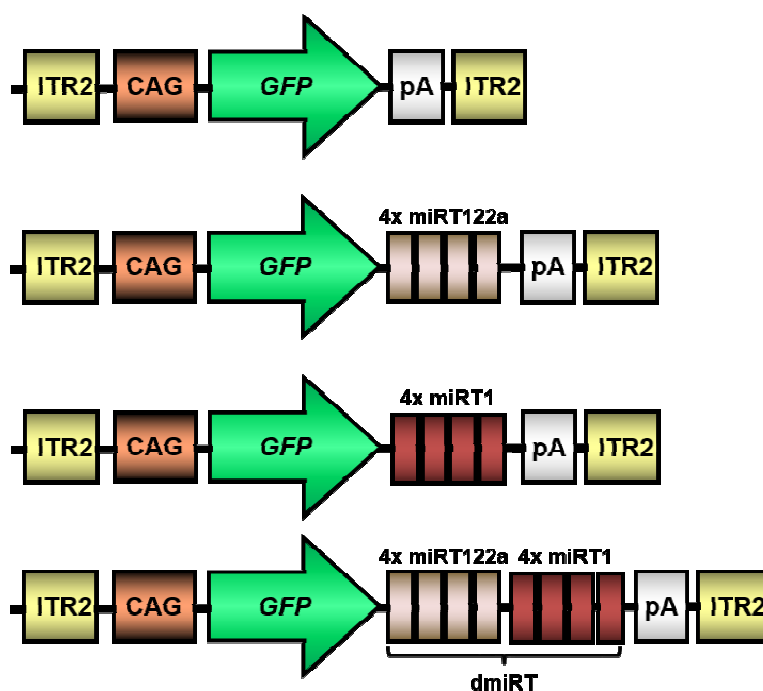 ITR2 CAG GFP pA ITR2
4x miRT122a
ITR2 CAG GFP pA ITR2
4x miRT1
ITR2 CAG GFP pA ITR2
4x miRT122a 4x miRT1
ITR2 CAG GFP pA ITR2
dmiRT